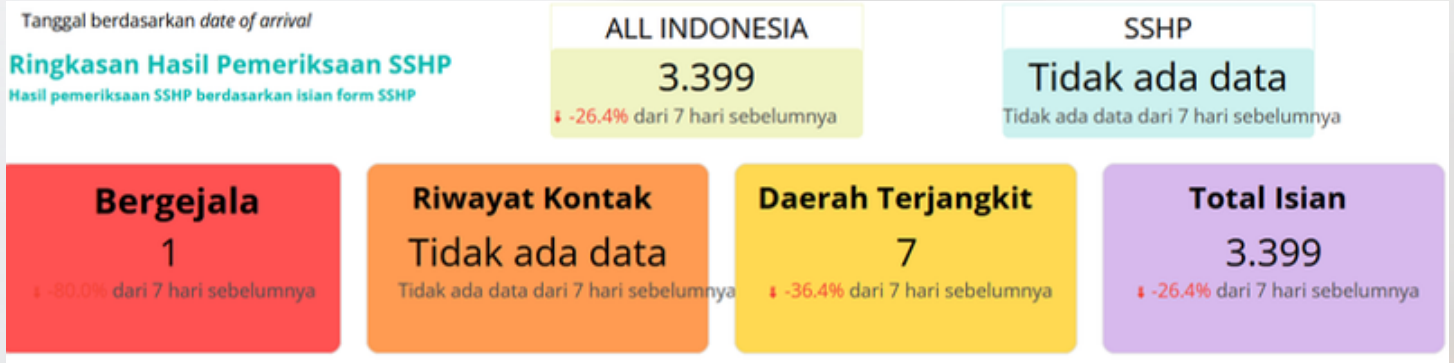 Tanggal berdasarkan date of arrival
Ringkasan Hasil Pemeriksaan SSHP
Hasil pemeriksaan SSHP berdasarkan isian form SSHP
ALL INDONESIA
3.399
-26.4% dari 7 hari sebelumnya
SSHP
Tidak ada data
Tidak ada data dari 7 hari sebelumnya
Bergejala
1
-80.0% dari 7 hari sebelumnya
Riwayat Kontak
Tidak ada data
Tidak ada data dari 7 hari sebelumnya
Daerah Terjangkit
7
-36.4% dari 7 hari sebelumnya
Total Isian
3.399
-26.4% dari 7 hari sebelumnya